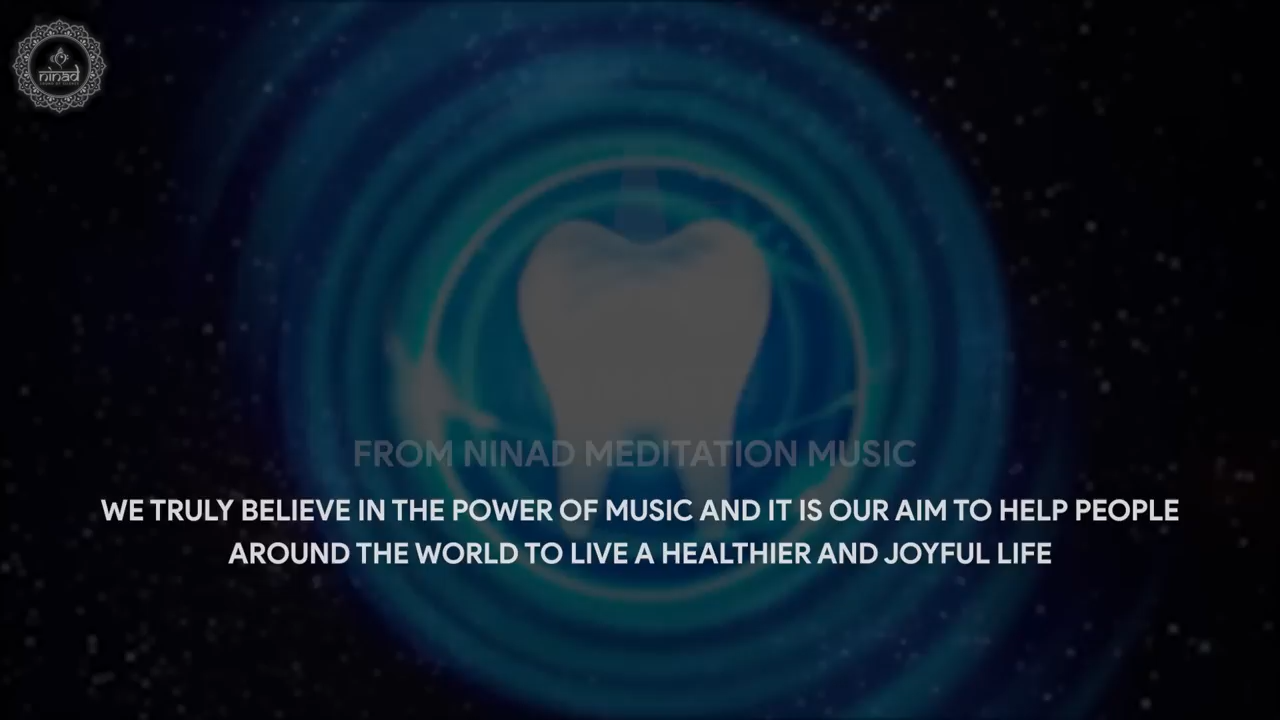 ninad
FROM NINAD MEDITATION MUSIC
WE TRULY BELIEVE IN THE POWER OF MUSIC AND IT IS OUR AIM TO HELP PEOPLE
AROUND THE WORLD TO LIVE A HEALTHIER AND JOYFUL LIFE